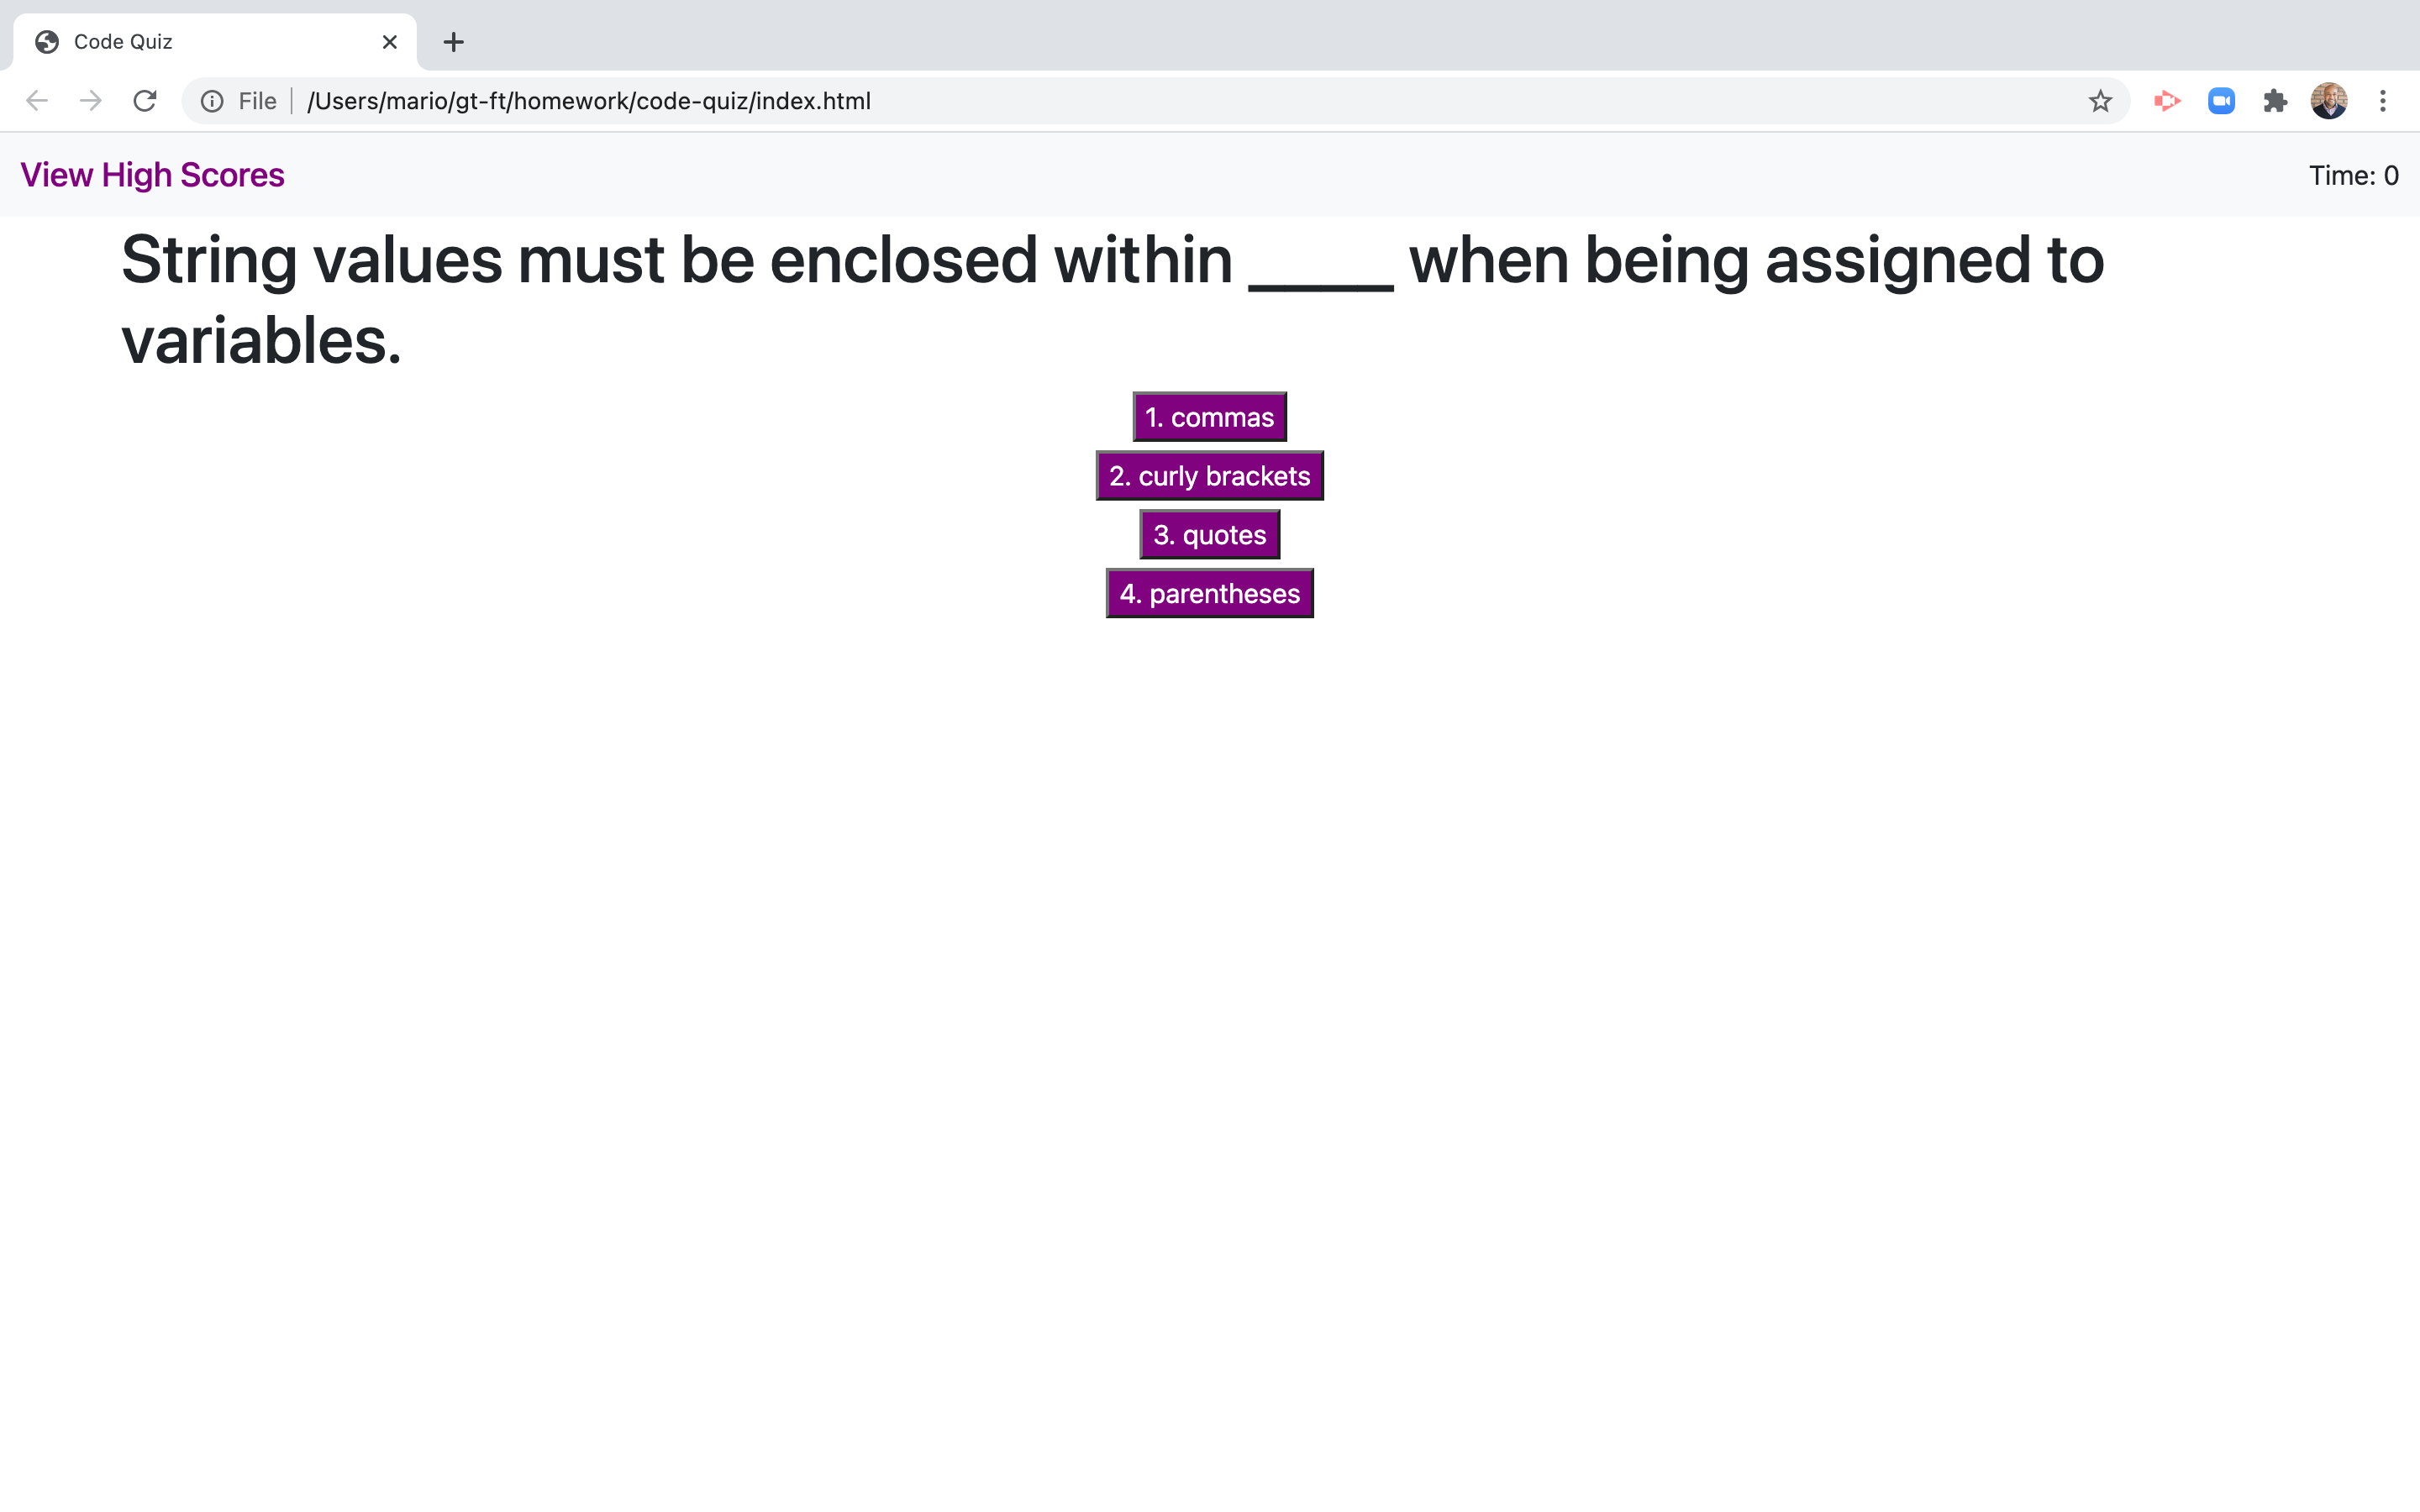 Code Quiz
File | /Users/mario/gt-ft/homework/code-quiz/index.html
View High Scores
Time: 0
String values must be enclosed within ____ when being assigned to
variables.
1. commas
2. curly brackets
3. quotes
4. parentheses